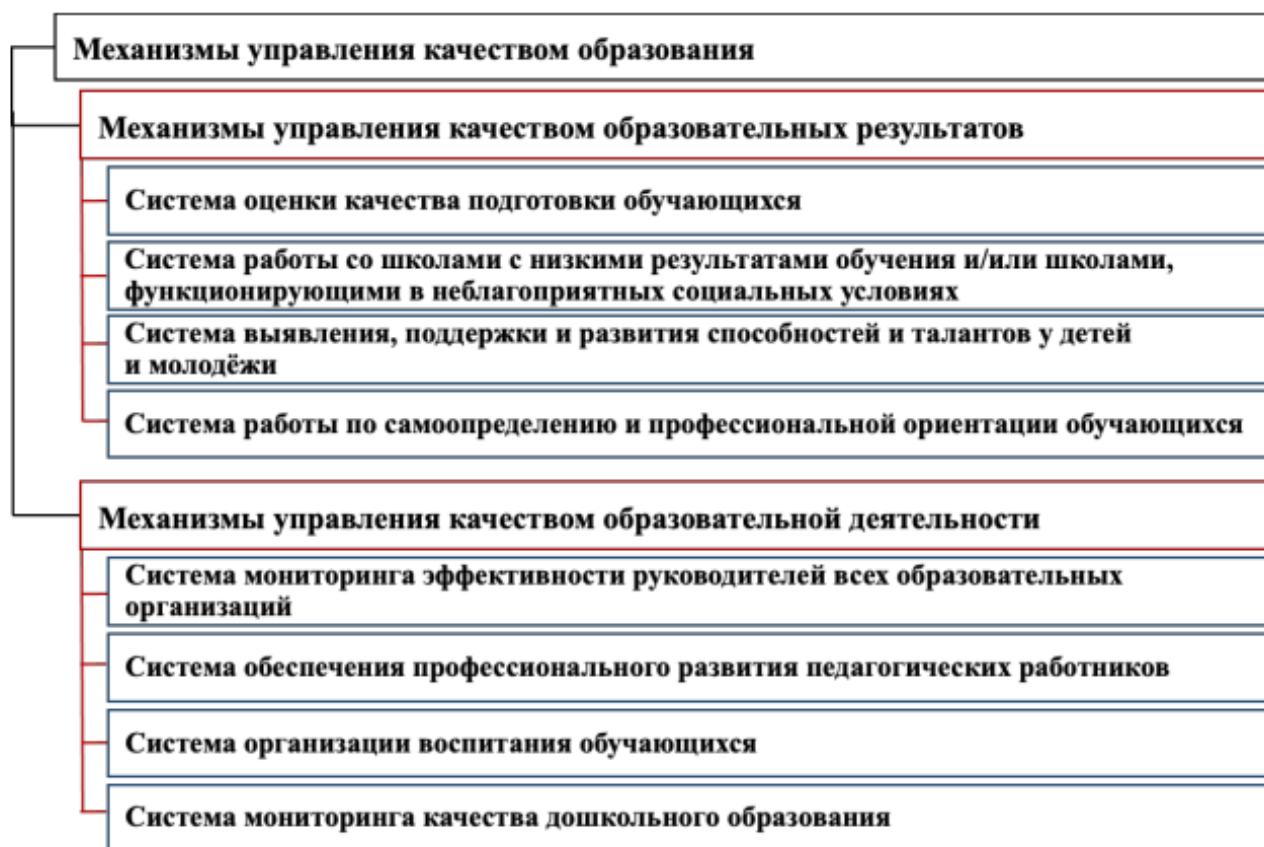 Механизмы управления качеством образования
Механизмы управления качеством образовательных результатов
Система оценки качества подготовки обучающихся
Система работы со школами с низкими результатами обучения и/или школами,
функционирующими в неблагоприятных социальных условиях
Система выявления, поддержки и развития способностей и талантов у детей
и молодёжи
Система работы по самоопределению и профессиональной ориентации обучающихся
Механизмы управления качеством образовательной деятельности
Система мониторинга эффективности руководителей всех образовательных
организаций
Система обеспечения профессионального развития педагогических работников
Система организации воспитания обучающихся
Система мониторинга качества дошкольного образования